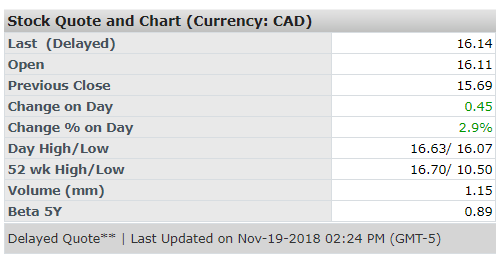 Stock Quote and Chart (Currency: CAD)
Last (Delayed) 16.14
Open 16.11
Previous Close 15.69
Change on Day 0.45
Change % on Day 2.9%
Day High/Low 16.63/ 16.07
52 wk High/Low 16.70/ 10.50
Volume (mm) 1.15
Beta 5Y 0.89
Delayed Quote** | Last Updated on Nov-19-2018 02:24 PM (GMT-5)